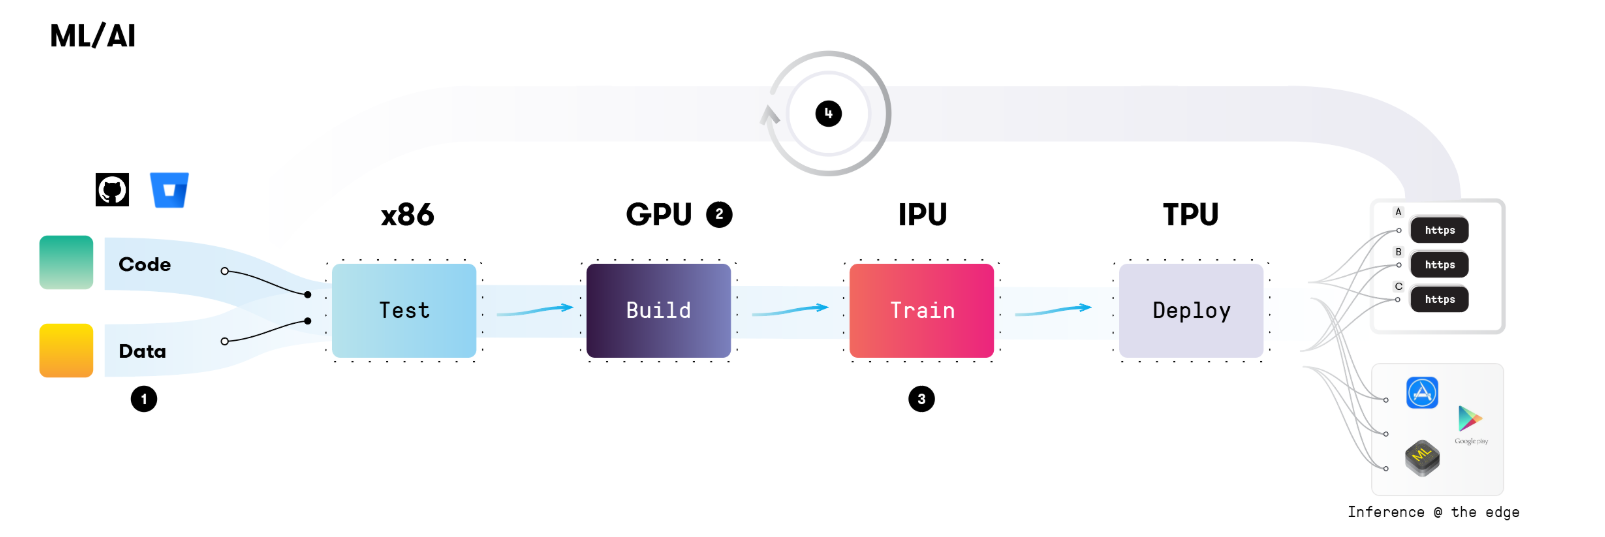 ML/AI
4
x86
GPU 2
IPU
TPU
Code
Data
1
Test
Build
Train
3
Deploy
A
https
B
https
C
https
ML
Google play
Inference @ the edge